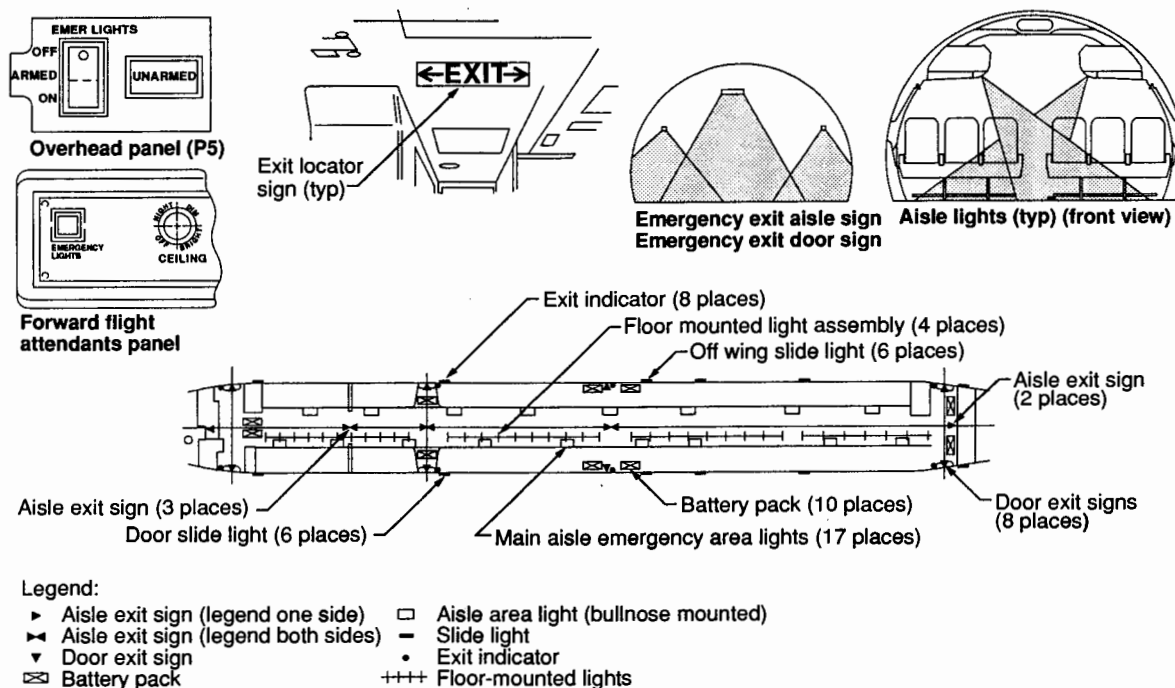 EMER LIGHTS
OFF
ARMED
ON
UNARMED
Overhead panel (P5)
EMERGENCY
LIGHTS
NIGHT
DIM
OFF
BRIGHT
CEILING
Forward flight
attendants panel
EXIT
Exit locator
sign (typ)
Emergency exit aisle sign
Emergency exit door sign
Aisle lights (typ) (front view)
Exit indicator (8 places)
Floor mounted light assembly (4 places)
Off wing slide light (6 places)
Aisle exit sign
(2 places)
Aisle exit sign (3 places)
Door slide light (6 places)
Battery pack (10 places)
Main aisle emergency area lights (17 places)
Door exit signs
(8 places)
Legend:
Aisle exit sign (legend one side)
Aisle exit sign (legend both sides)
Door exit sign
Battery pack
Aisle area light (bullnose mounted)
Slide light
Exit indicator
Floor-mounted lights